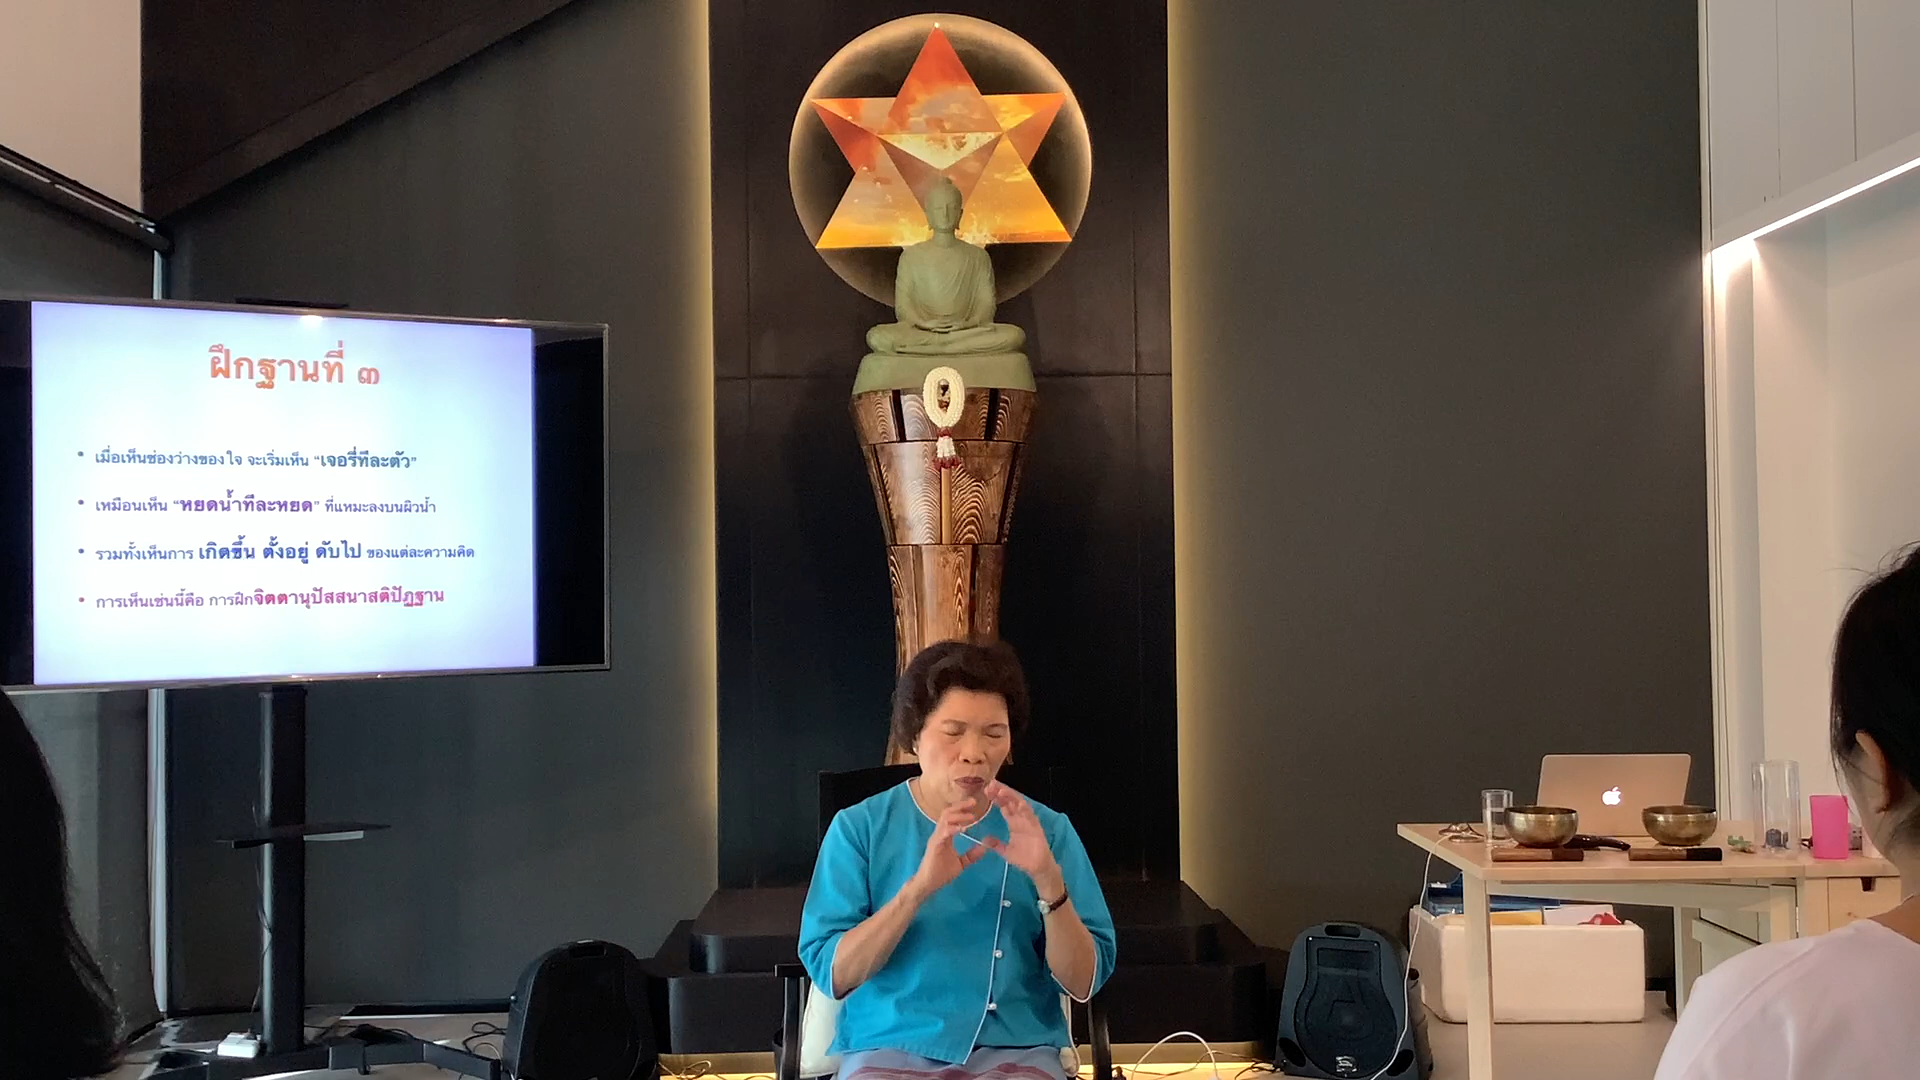 ฝึกฐานที่ ๓
• เมื่อเห็นช่องว่างของใจ จะเริ่มเห็น “เจอรี่ทีละตัว”
• เหมือนเห็น “หยดน้ำทีละหยด” ที่แหมะลงบนผิวน้ำ
• รวมทั้งเห็นการ เกิดขึ้น ตั้งอยู่ ดับไป ของแต่ละความคิด
• การเห็นเช่นนี้คือ การฝึกจิตตานุปัสสนาสติปัฏฐาน